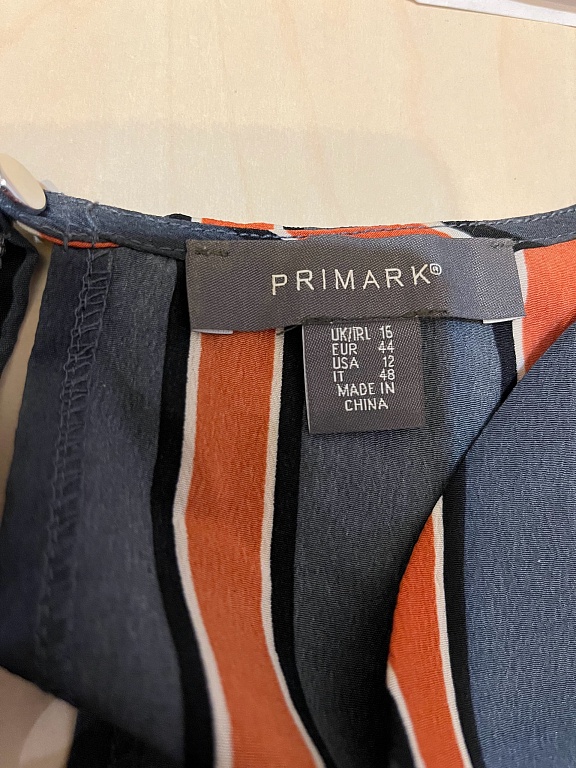 PRIMARK®
UK/IRL 16
EUR 44
USA 12
IT 48
MADE IN
CHINA